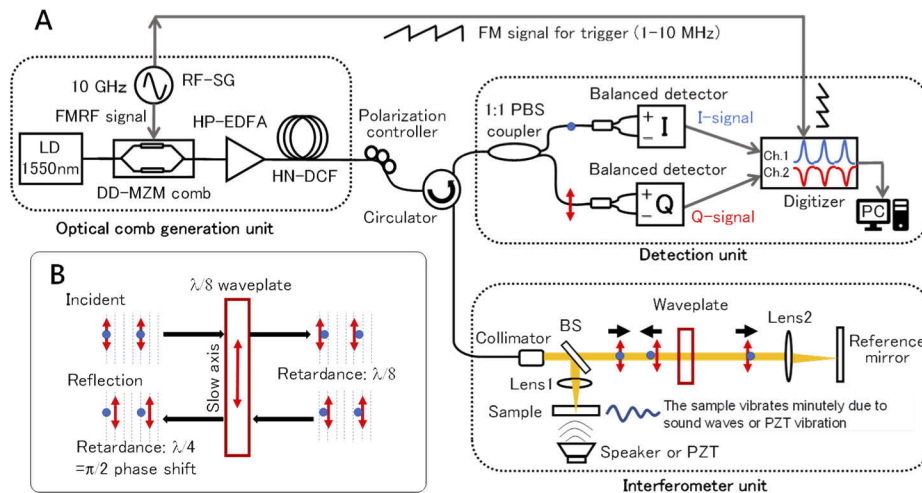 A
FM signal for trigger (1-10 MHz)
10 GHz
RF-SG
FMRF signal
HP-EDFA
LD
1550nm
DD-MZM comb
HN-DCF
Optical comb generation unit
Polarization
controller
Circulator
1:1 PBS
coupler
Balanced detector
+
−
I
I-signal
Balanced detector
+
−
Q
Q-signal
Ch.1
Ch.2
Digitizer
PC
Detection unit
B
λ/8 waveplate
Incident
Slow axis
Retardance: λ/8
Reflection
Retardance: λ/4
=π/2 phase shift
Collimator
BS
Waveplate
Lens2
Reference
mirror
Lens1
Sample
The sample vibrates minutely due to
sound waves or PZT vibration
Speaker or PZT
Interferometer unit